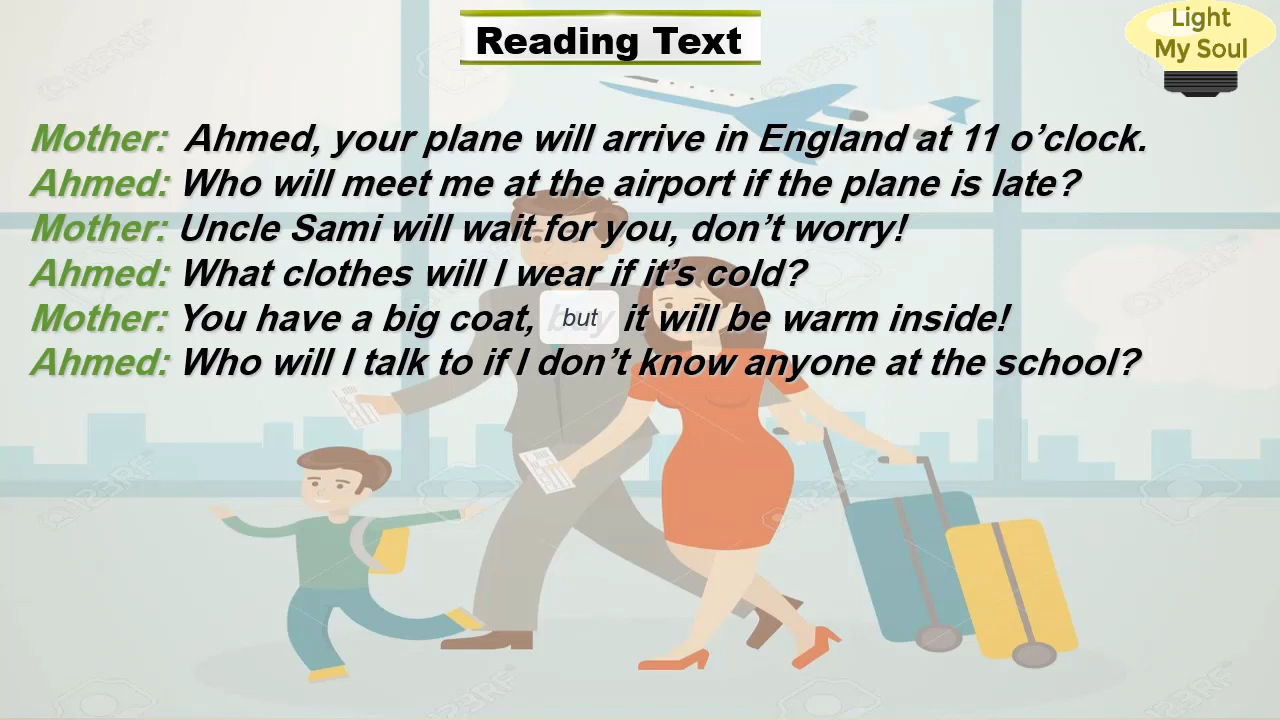 Reading Text
Light
My Soul
Mother: Ahmed, your plane will arrive in England at 11 o’clock.
Ahmed: Who will meet me at the airport if the plane is late?
Mother: Uncle Sami will wait for you, don’t worry!
Ahmed: What clothes will I wear if it’s cold?
Mother: You have a big coat, but it will be warm inside!
Ahmed: Who will I talk to if I don’t know anyone at the school?